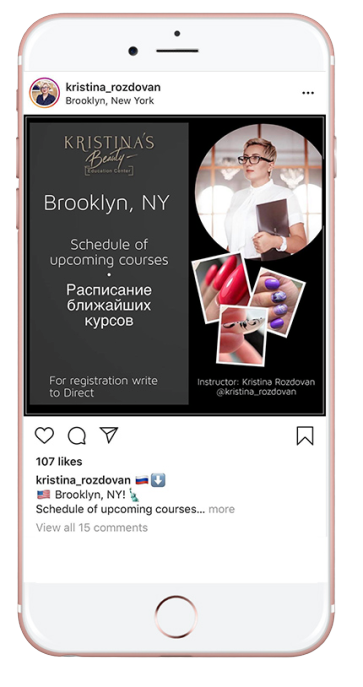 kristina_rozdovan
Brooklyn, New York
KRISTINA'S
Beauty
Education Center
Brooklyn, NY
Schedule of
upcoming courses
•
Расписание
ближайших
курсов
For registration write
to Direct
Instructor: Kristina Rozdovan
@kristina_rozdovan
107 likes
kristina_rozdovan 🇷🇺⬇️
🇺🇸 Brooklyn, NY!🗽
Schedule of upcoming courses... more
View all 15 comments